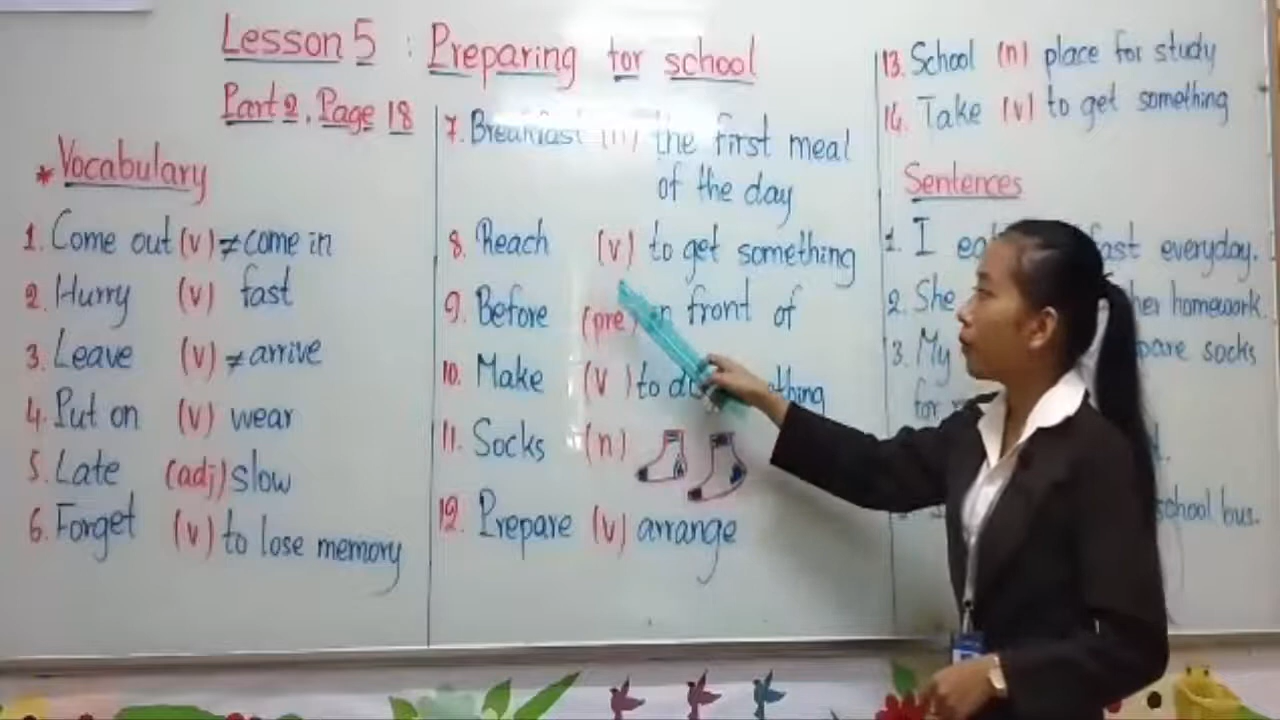 Lesson 5 : Preparing for school
Part 2, Page 18
* Vocabulary
1. Come out (v) ≠ come in
2. Hurry (v) fast
3. Leave (v) ≠ arrive
4. Put on (v) wear
5. Late (adj) slow
6. Forget (v) to lose memory
7. Breakfast (n) the first meal
of the day
8. Reach (v) to get something
9. Before (pre) in front of
10. Make (v) to do
11. Socks (n)
12. Prepare (v) arrange
13. School (n) place for study
14. Take (v) to get something
Sentences
1. I everyday.
2. She her homework.
3. My socks
for
school bus.